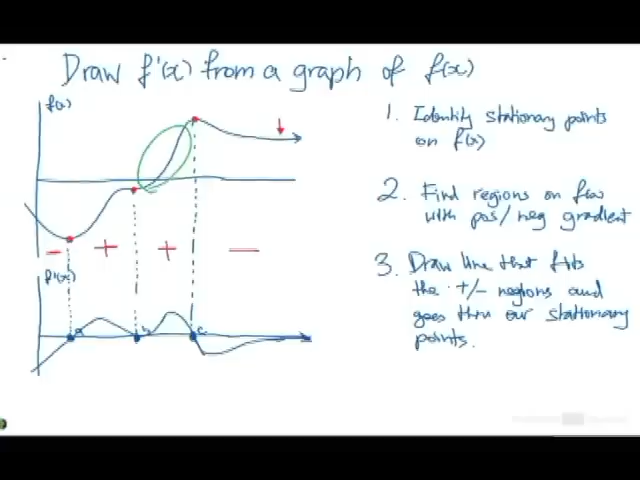 Draw f'(x) from a graph of f(x)
f(x)
1. Identify stationary points
on f(x)
2. Find regions on f(x)
with pos/neg gradient
- + + -
f'(x)
3. Draw line that fits
the +/- regions and
goes thru our stationary
points.
a b c